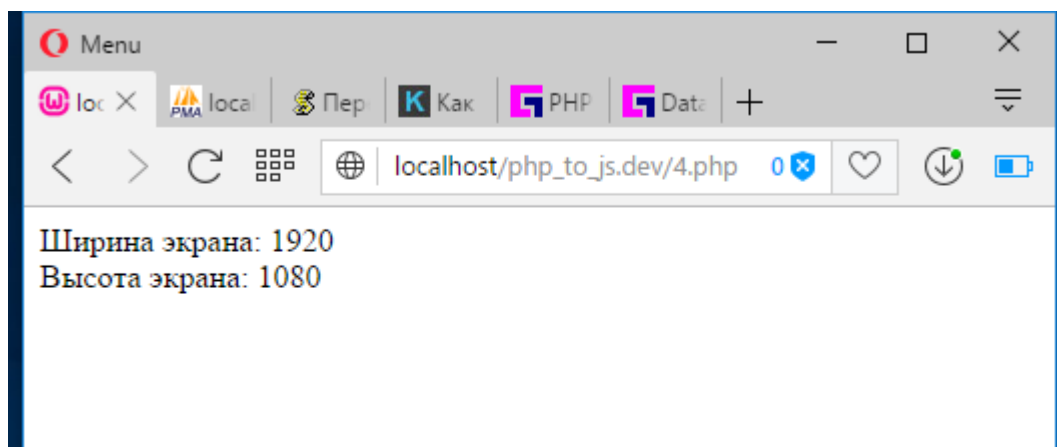 Menu
loc local Пер Как PHP Data
localhost/php_to_js.dev/4.php 0
Ширина экрана: 1920
Высота экрана: 1080